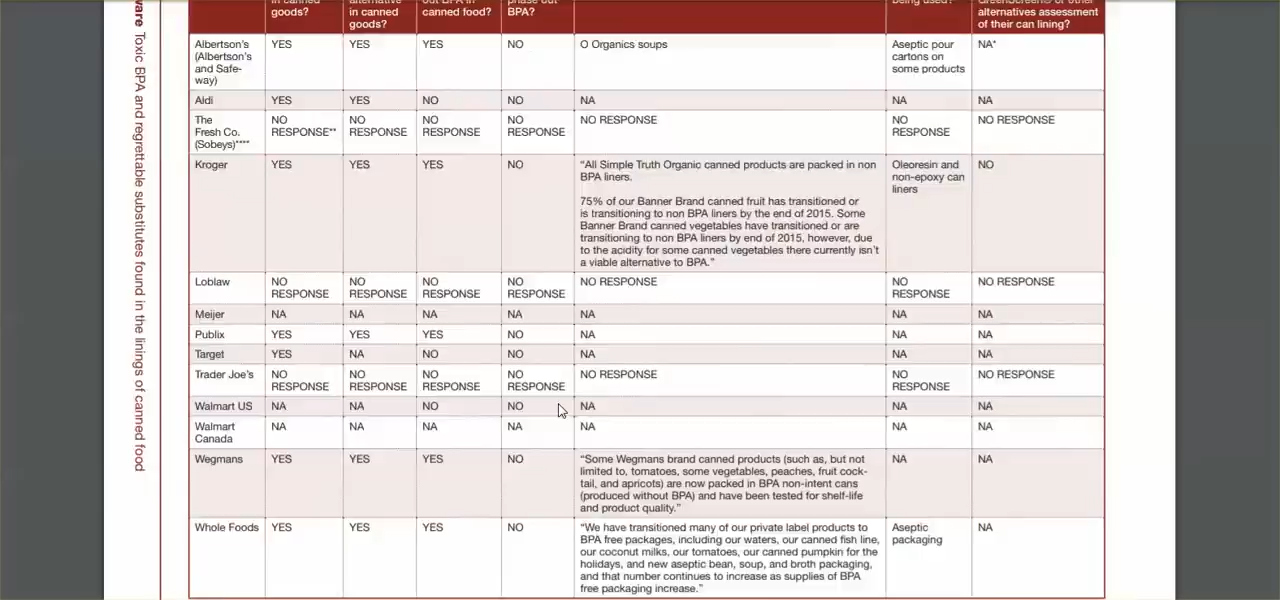 in canned
goods?
alternative
in canned
goods?
out BPA in
canned food?
phase out
BPA?
being used?
GreenScreen® or other
alternatives assessment
of their can lining?
ware Toxic BPA and regrettable substitutes found in the linings of canned food
Albertson's
(Albertson's
and Safe-
way)
YES
YES
YES
NO
O Organics soups
Aseptic pour
cartons on
some products
NA*
Aidi
YES
YES
NO
NO
NA
NA
NA
The
Fresh Co.
(Sobeys)****
NO
RESPONSE**
NO
RESPONSE
NO
RESPONSE
NO
RESPONSE
NO RESPONSE
NO
RESPONSE
NO RESPONSE
Kroger
YES
YES
YES
NO
“All Simple Truth Organic canned products are packed in non
BPA liners.
75% of our Banner Brand canned fruit has transitioned or
is transitioning to non BPA liners by the end of 2015. Some
Banner Brand canned vegetables have transitioned or are
transitioning to non BPA liners by end of 2015, however, due
to the acidity for some canned vegetables there currently isn't
a viable alternative to BPA.”
Oleoresin and
non-epoxy can
liners
NO
Loblaw
NO
RESPONSE
NO
RESPONSE
NO
RESPONSE
NO
RESPONSE
NO RESPONSE
NO
RESPONSE
NO RESPONSE
Meijer
NA
NA
NA
NA
NA
NA
NA
Publix
YES
YES
YES
NO
NA
NA
NA
Target
YES
NA
NO
NO
NA
NA
NA
Trader Joe's
NO
RESPONSE
NO
RESPONSE
NO
RESPONSE
NO
RESPONSE
NO RESPONSE
NO
RESPONSE
NO RESPONSE
Walmart US
NA
NA
NO
NO
NA
NA
NA
Walmart
Canada
NA
NA
NA
NA
NA
NA
NA
Wegmans
YES
YES
YES
NO
“Some Wegmans brand canned products (such as, but not
limited to, tomatoes, some vegetables, peaches, fruit cock-
tail, and apricots) are now packed in BPA non-intent cans
(produced without BPA) and have been tested for shelf-life
and product quality.”
NA
NA
Whole Foods
YES
YES
YES
NO
“We have transitioned many of our private label products to
BPA free packages, including our waters, our canned fish line,
our coconut milks, our tomatoes, our canned pumpkin for the
holidays, and new aseptic bean, soup, and broth packaging,
and that number continues to increase as supplies of BPA
free packaging increase.”
Aseptic
packaging
NA